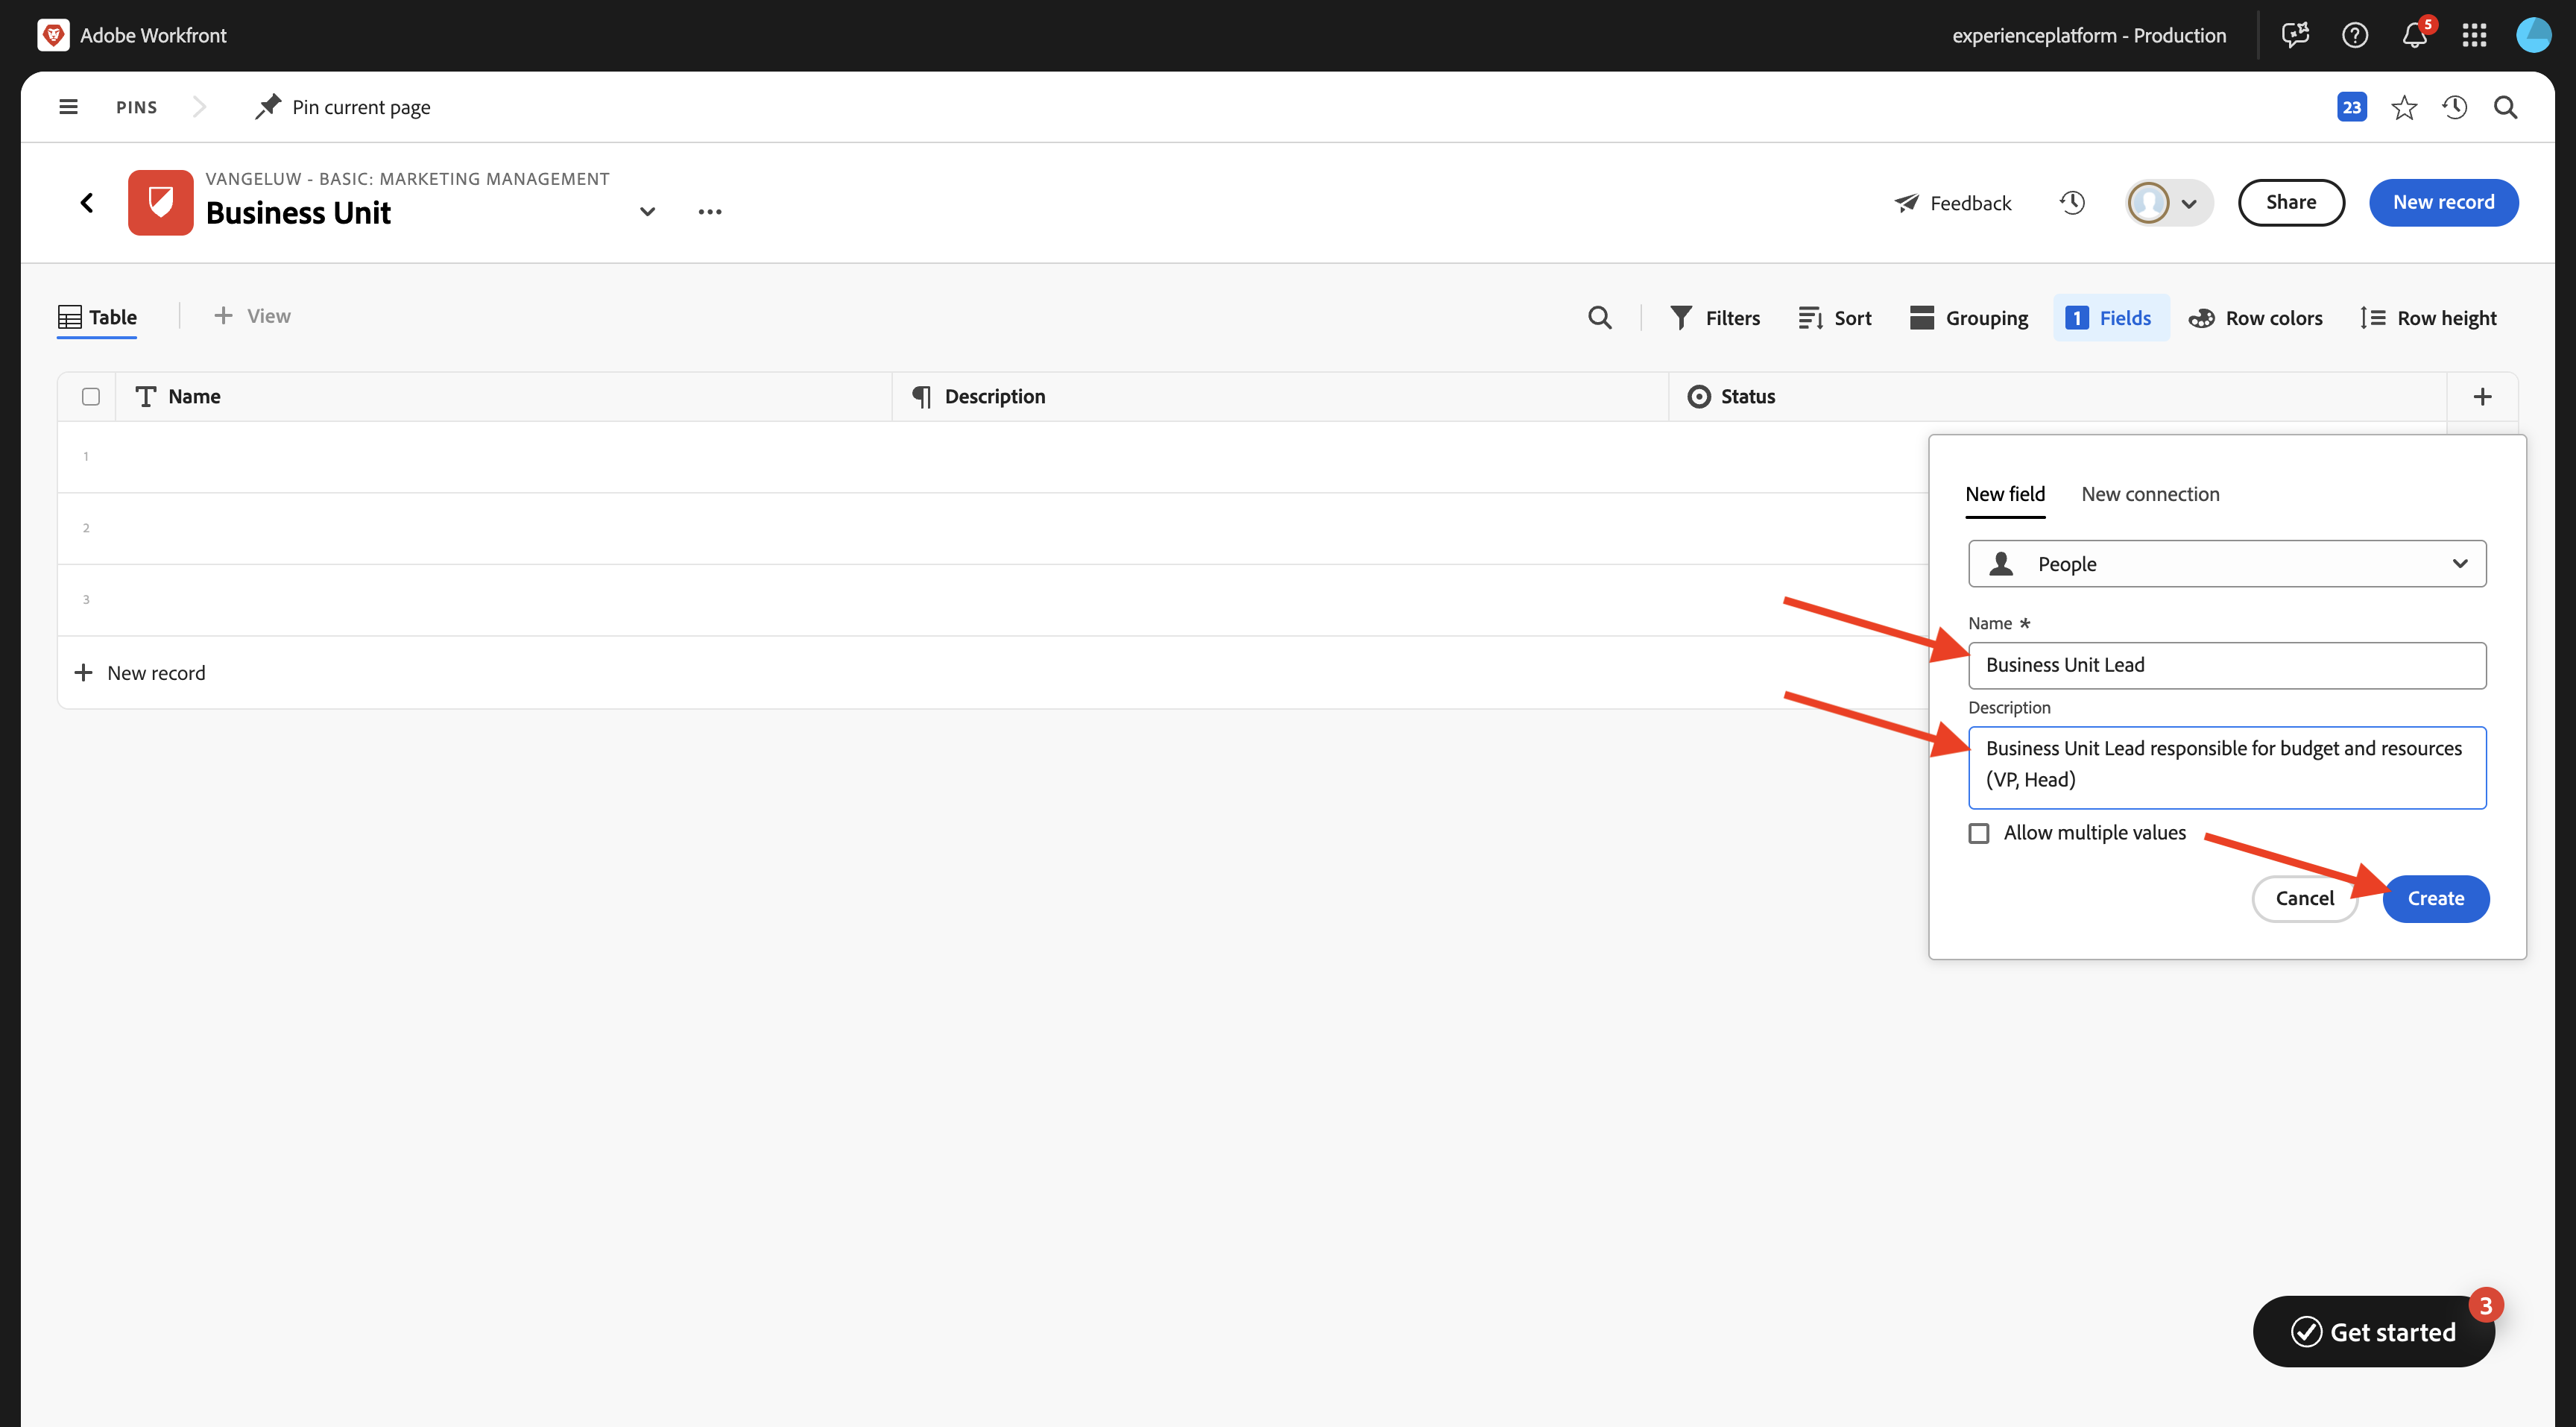 Adobe Workfront
experienceplatform - Production
5
PINS
Pin current page
23
VANGELUW - BASIC: MARKETING MANAGEMENT
Business Unit
Feedback
Share
New record
Table
View
Filters
Sort
Grouping
1 Fields
Row colors
Row height
Name
Description
Status
1
2
3
New record
New field
New connection
People
Name *
Business Unit Lead
Description
Business Unit Lead responsible for budget and resources
(VP, Head)
Allow multiple values
Cancel
Create
3
Get started